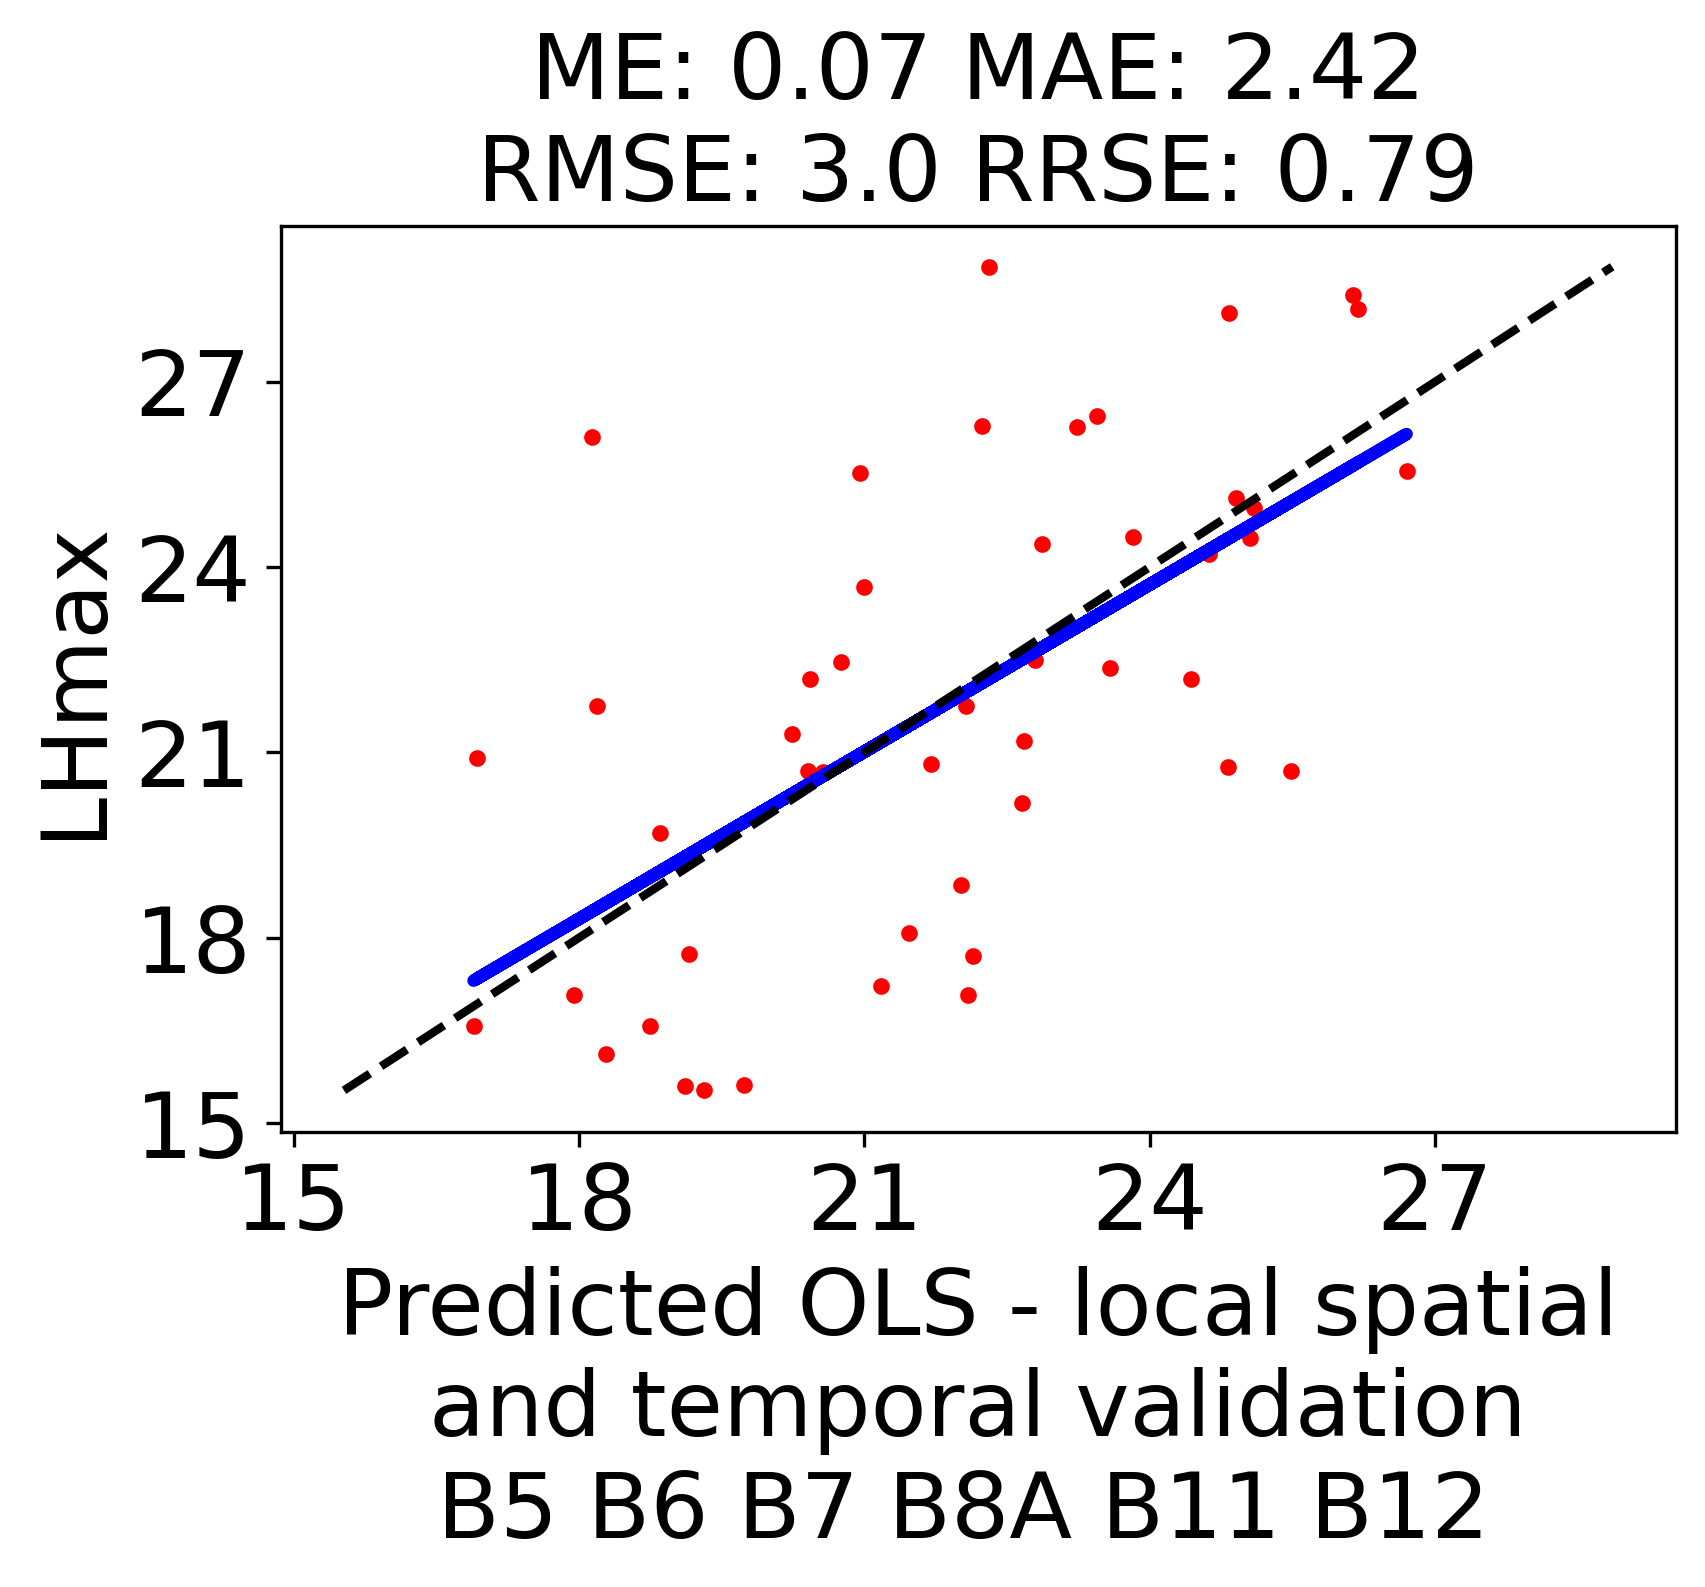 ME: 0.07 MAE: 2.42
RMSE: 3.0 RRSE: 0.79
LHmax
27
24
21
18
15
15 18 21 24 27
Predicted OLS - local spatial
and temporal validation
B5 B6 B7 B8A B11 B12